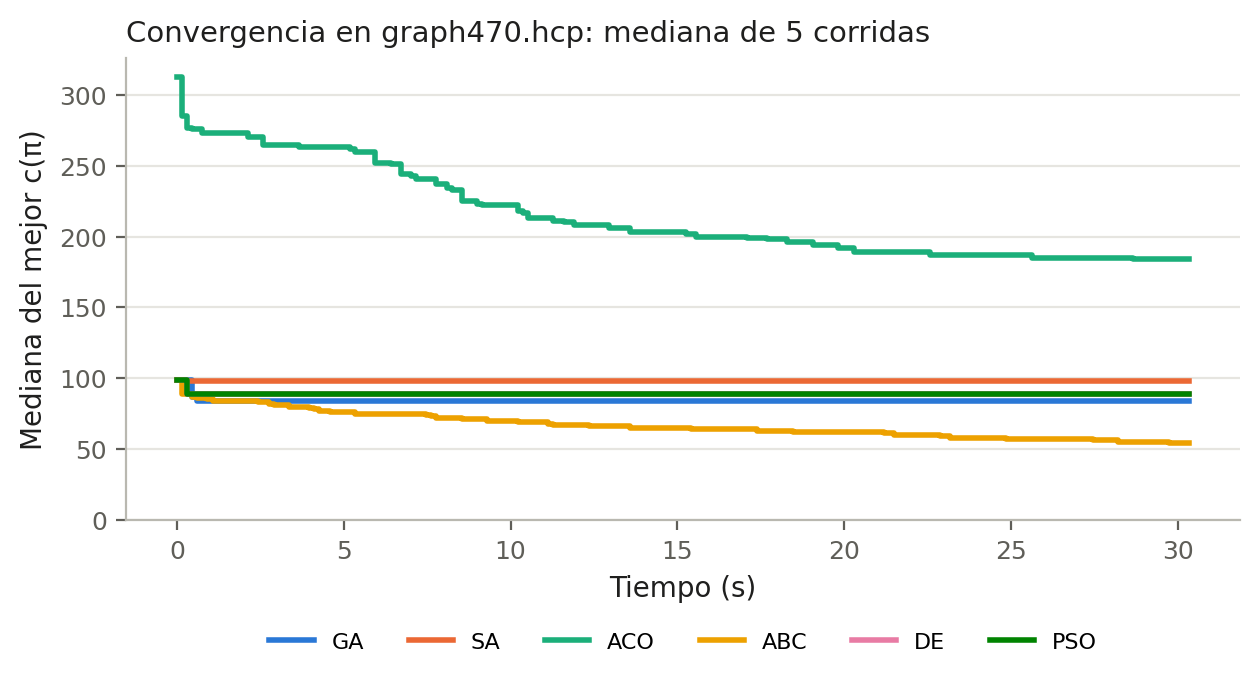 Convergencia en graph470.hcp: mediana de 5 corridas
Mediana del mejor c(π)
300
250
200
150
100
50
0
0 5 10 15 20 25 30
Tiempo (s)
GA SA ACO ABC DE PSO